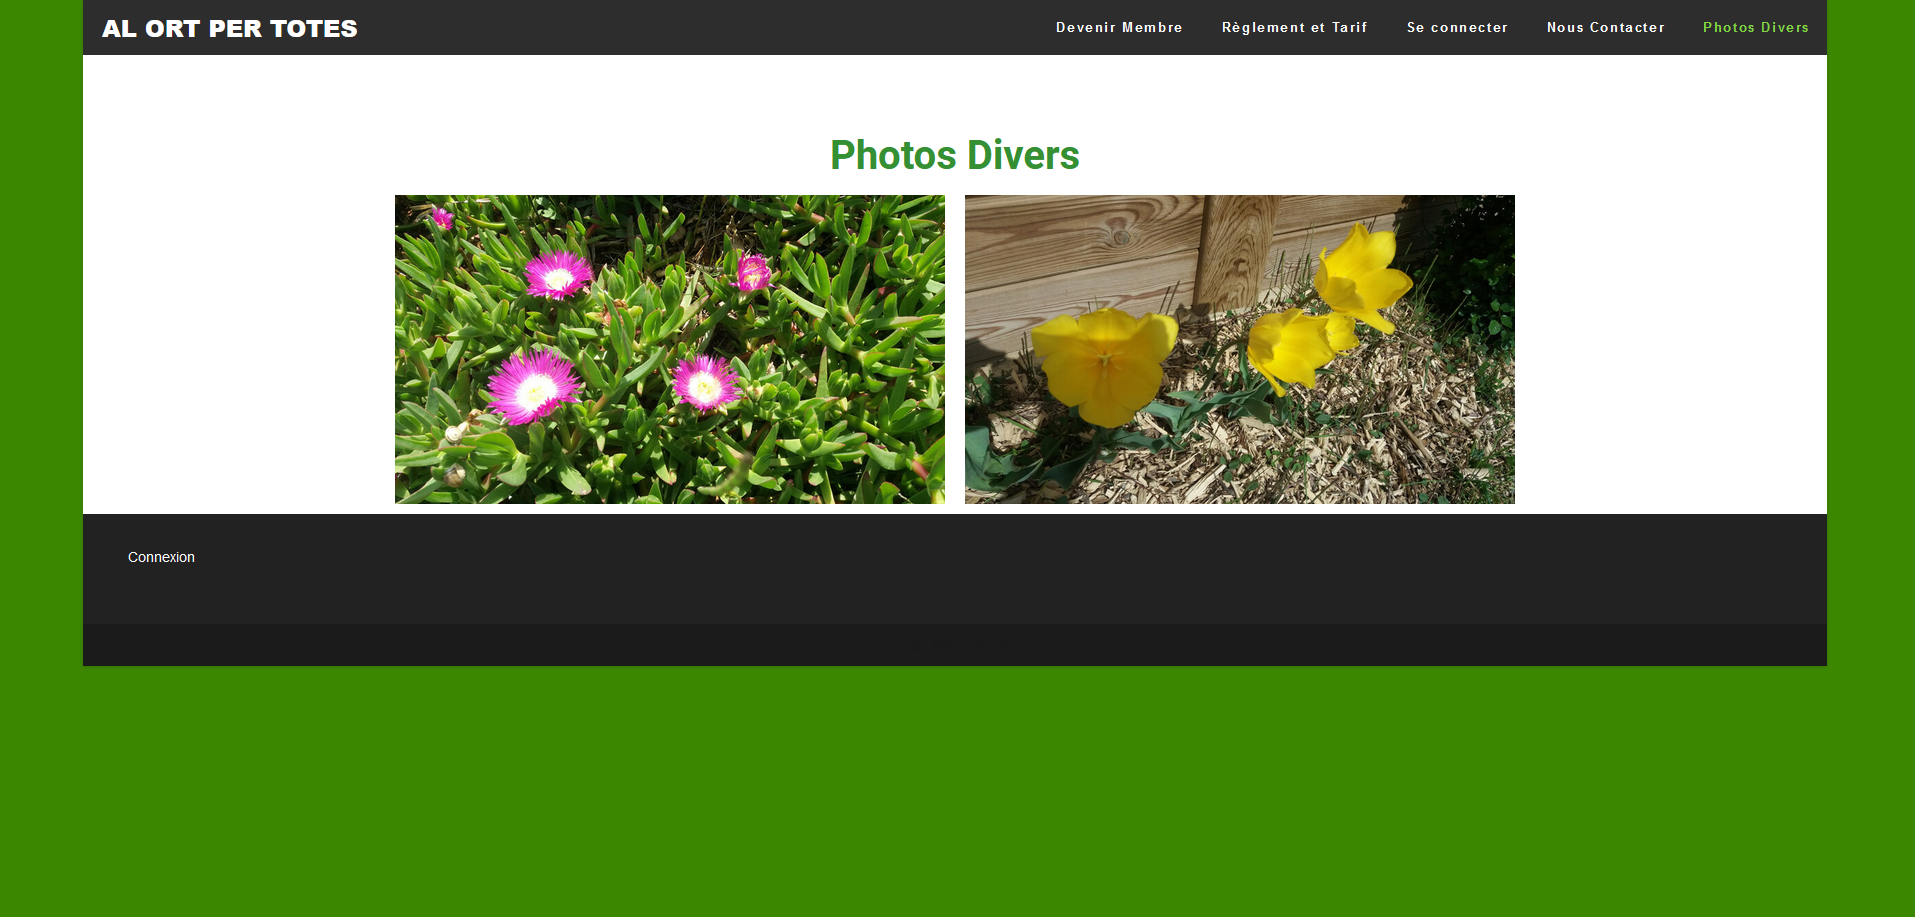 AL ORT PER TOTES
Devenir Membre Règlement et Tarif Se connecter Nous Contacter Photos Divers
Photos Divers
Connexion